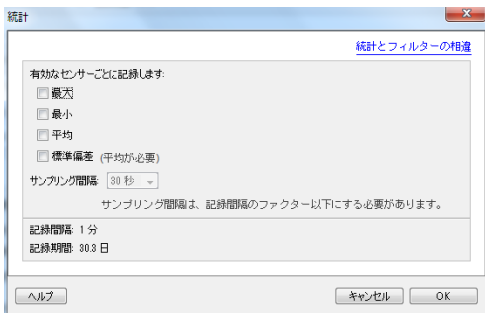 統計
統計とフィルターの相違
有効なセンサーごとに記録します:
最大
最小
平均
標準偏差 (平均が必要)
サンプリング間隔: 30 秒
サンプリング間隔は、記録間隔のファクター以下にする必要があります。
記録間隔: 1 分
記録期間: 30.3 日
ヘルプ
キャンセル
OK